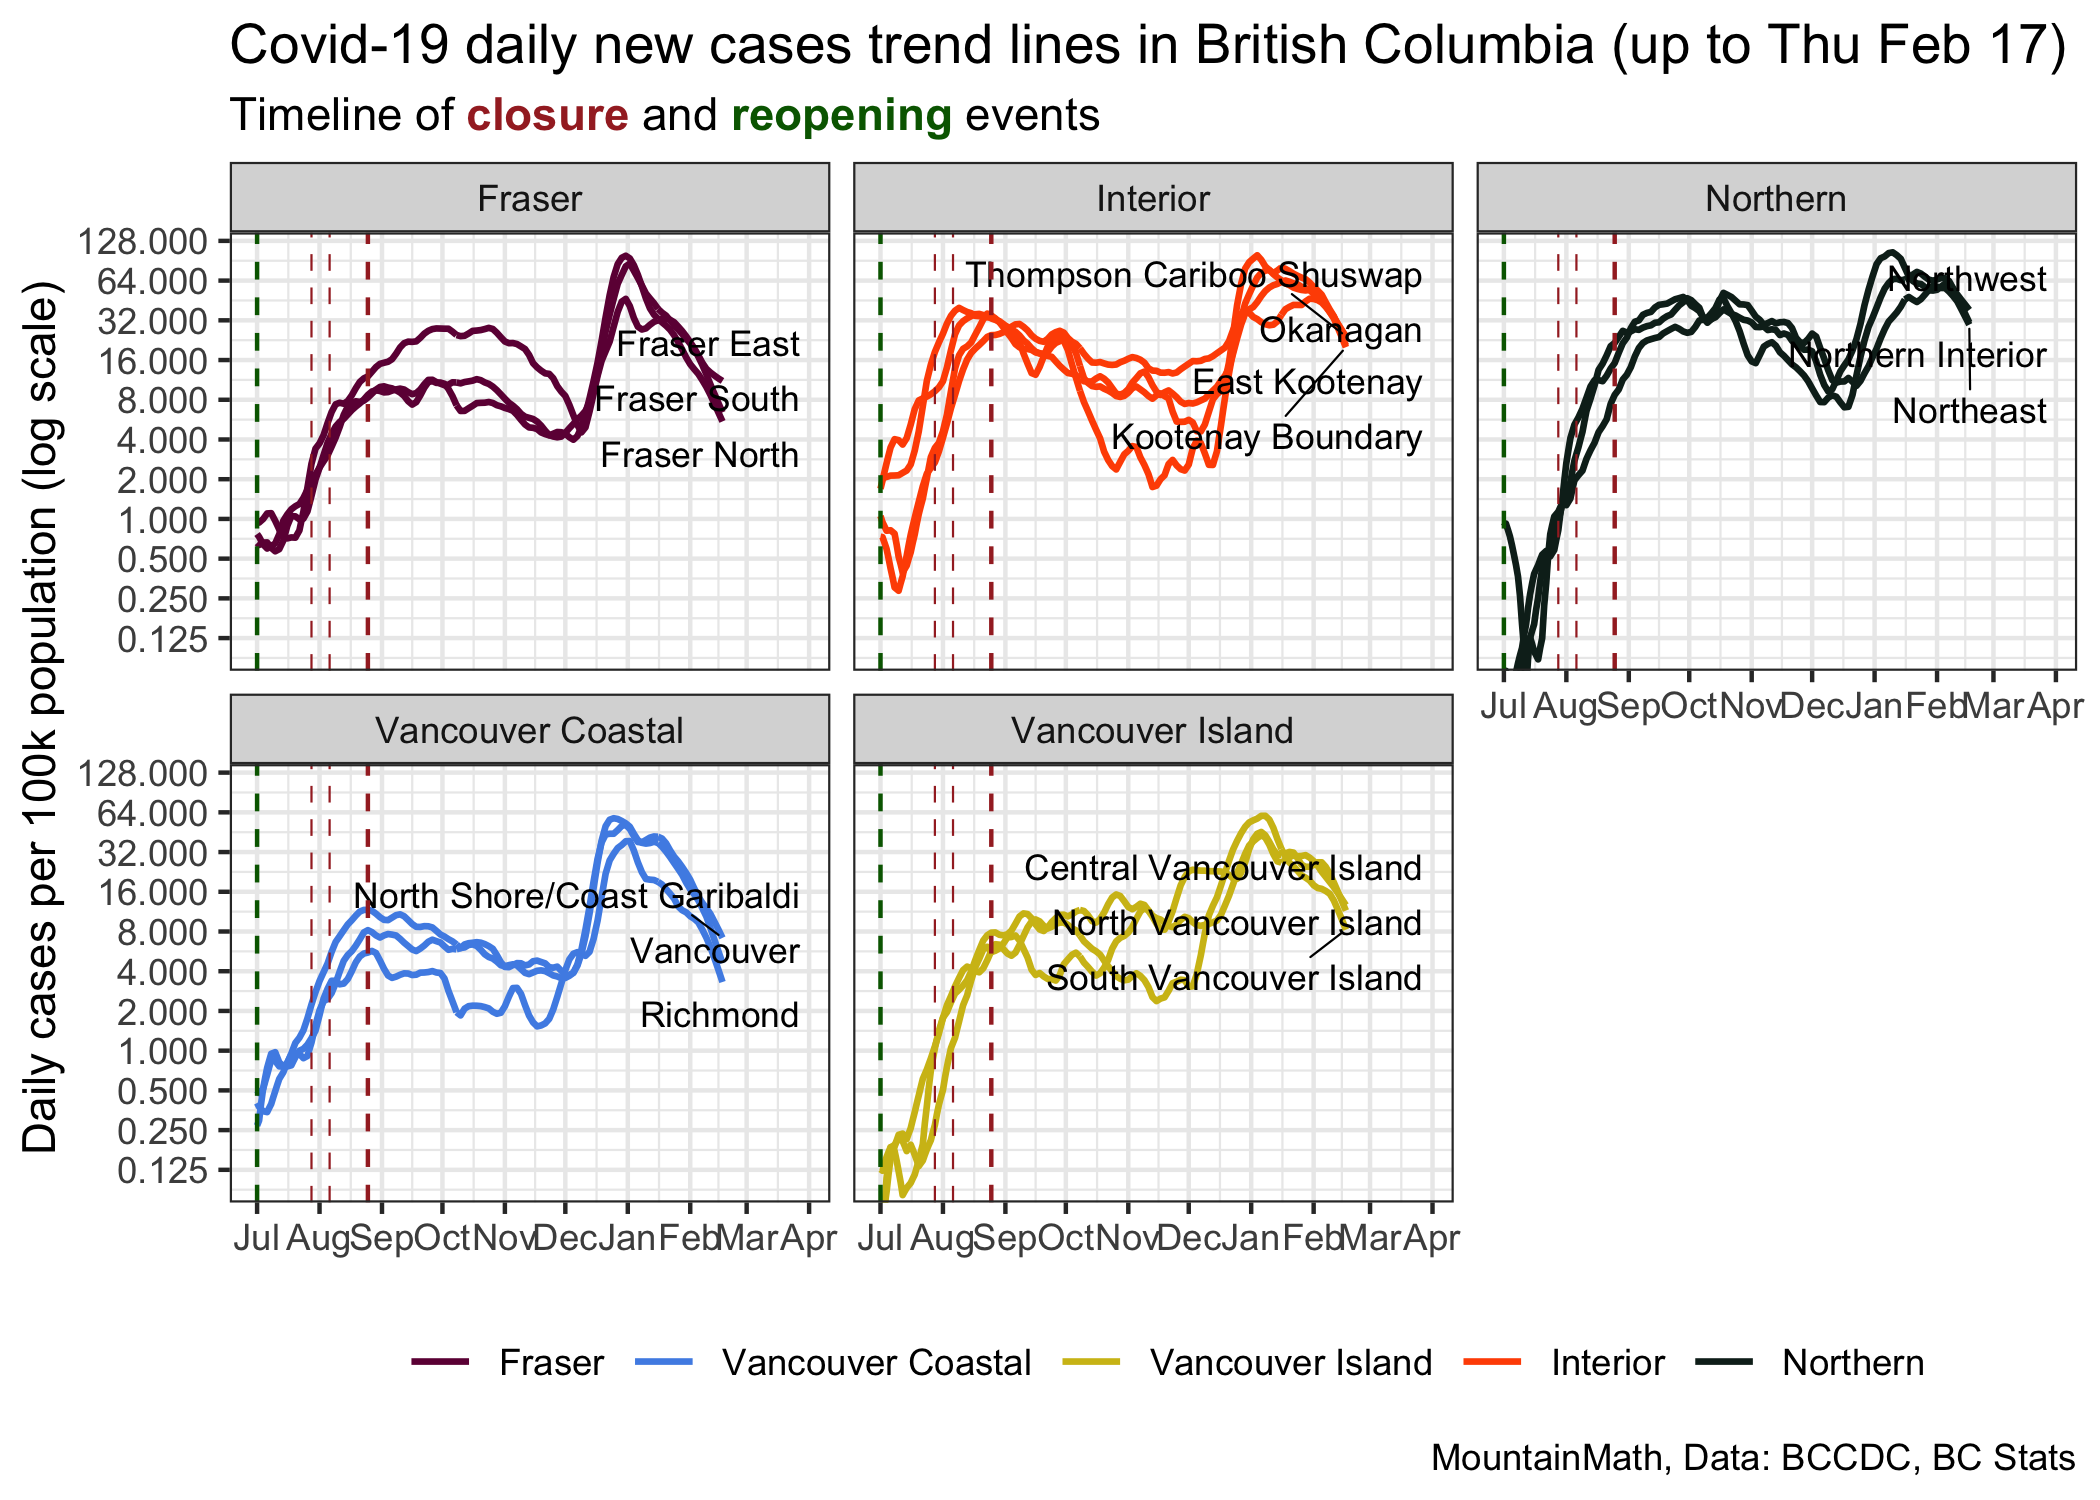 Covid-19 daily new cases trend lines in British Columbia (up to Thu Feb 17)
Timeline of closure and reopening events
Daily cases per 100k population (log scale)
Fraser
128.000
64.000
32.000
16.000
8.000
4.000
2.000
1.000
0.500
0.250
0.125
Fraser East
Fraser South
Fraser North
Interior
Thompson Cariboo Shuswap
Okanagan
East Kootenay
Kootenay Boundary
Northern
Northwest
Northern Interior
Northeast
Jul Aug Sep Oct Nov Dec Jan Feb Mar Apr
Vancouver Coastal
128.000
64.000
32.000
16.000
8.000
4.000
2.000
1.000
0.500
0.250
0.125
North Shore/Coast Garibaldi
Vancouver
Richmond
Jul Aug Sep Oct Nov Dec Jan Feb Mar Apr
Vancouver Island
Central Vancouver Island
North Vancouver Island
South Vancouver Island
Jul Aug Sep Oct Nov Dec Jan Feb Mar Apr
Fraser Vancouver Coastal Vancouver Island Interior Northern
MountainMath, Data: BCCDC, BC Stats